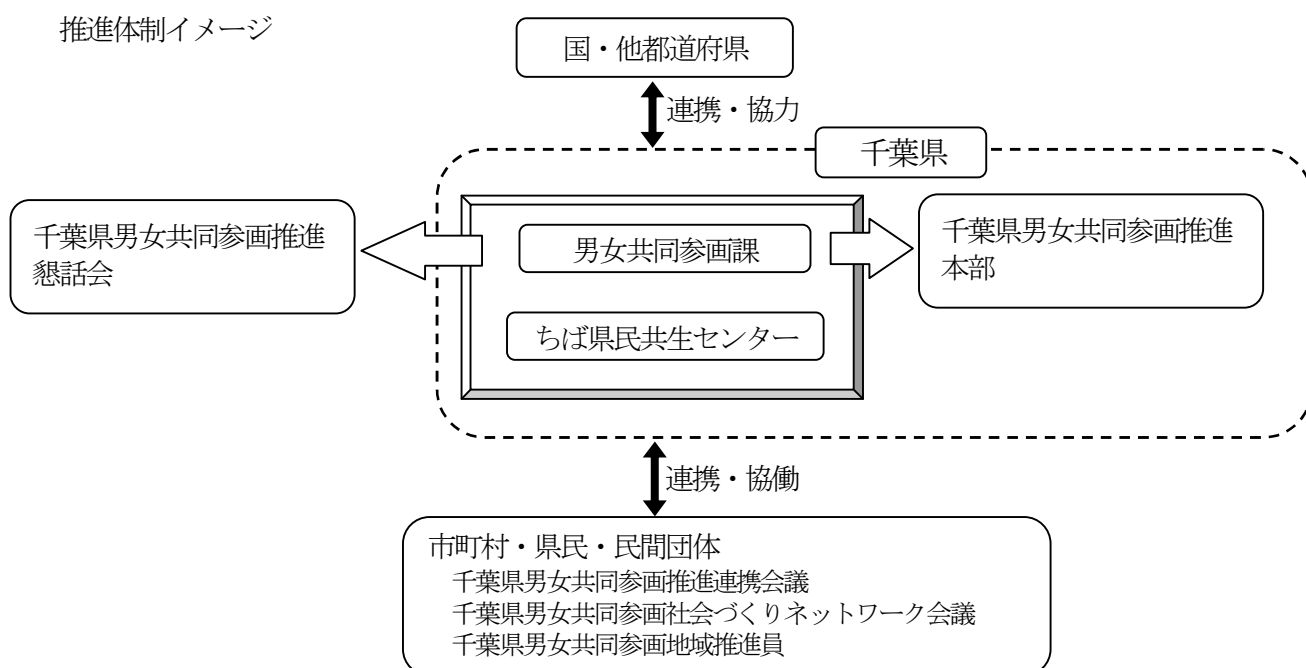 推進体制イメージ
国・他都道府県
連携・協力
千葉県
千葉県男女共同参画推進
懇話会
男女共同参画課
ちば県民共生センター
千葉県男女共同参画推進
本部
連携・協働
市町村・県民・民間団体
千葉県男女共同参画推進連携会議
千葉県男女共同参画社会づくりネットワーク会議
千葉県男女共同参画地域推進員